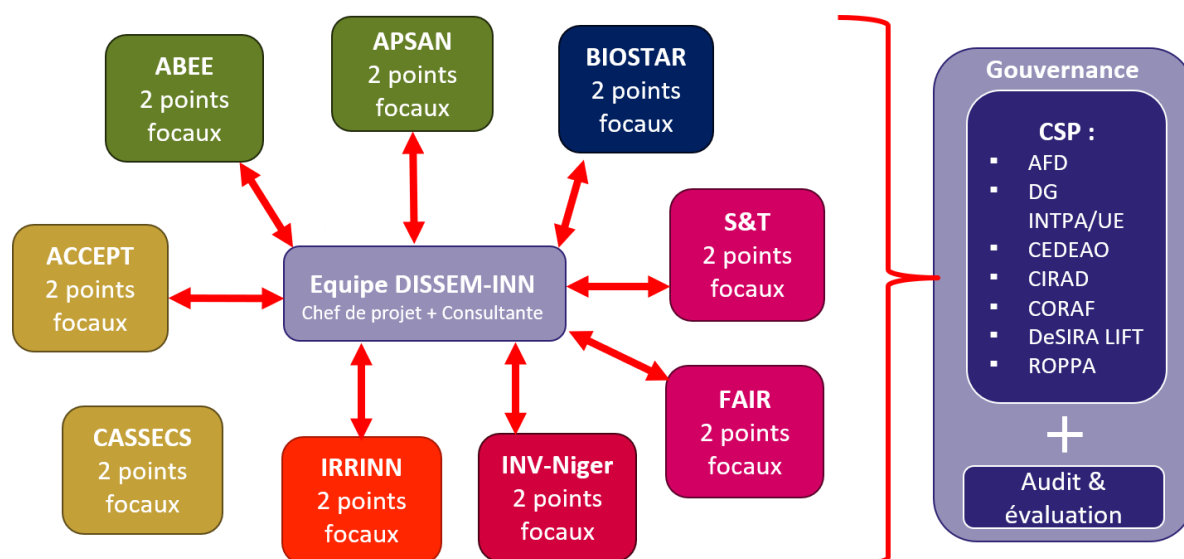 ABEE
2 points
focaux
APSAN
2 points
focaux
BIOSTAR
2 points
focaux
ACCEPT
2 points
focaux
Equipe DISSEM-INN
Chef de projet + Consultante
S&T
2 points
focaux
CASSECS
2 points
focaux
IRRINN
2 points
focaux
INV-Niger
2 points
focaux
FAIR
2 points
focaux
Gouvernance
CSP :
▪ AFD
▪ DG
INTPA/UE
▪ CEDEAO
▪ CIRAD
▪ CORAF
▪ DeSIRA LIFT
▪ ROPPA
+
Audit &
évaluation